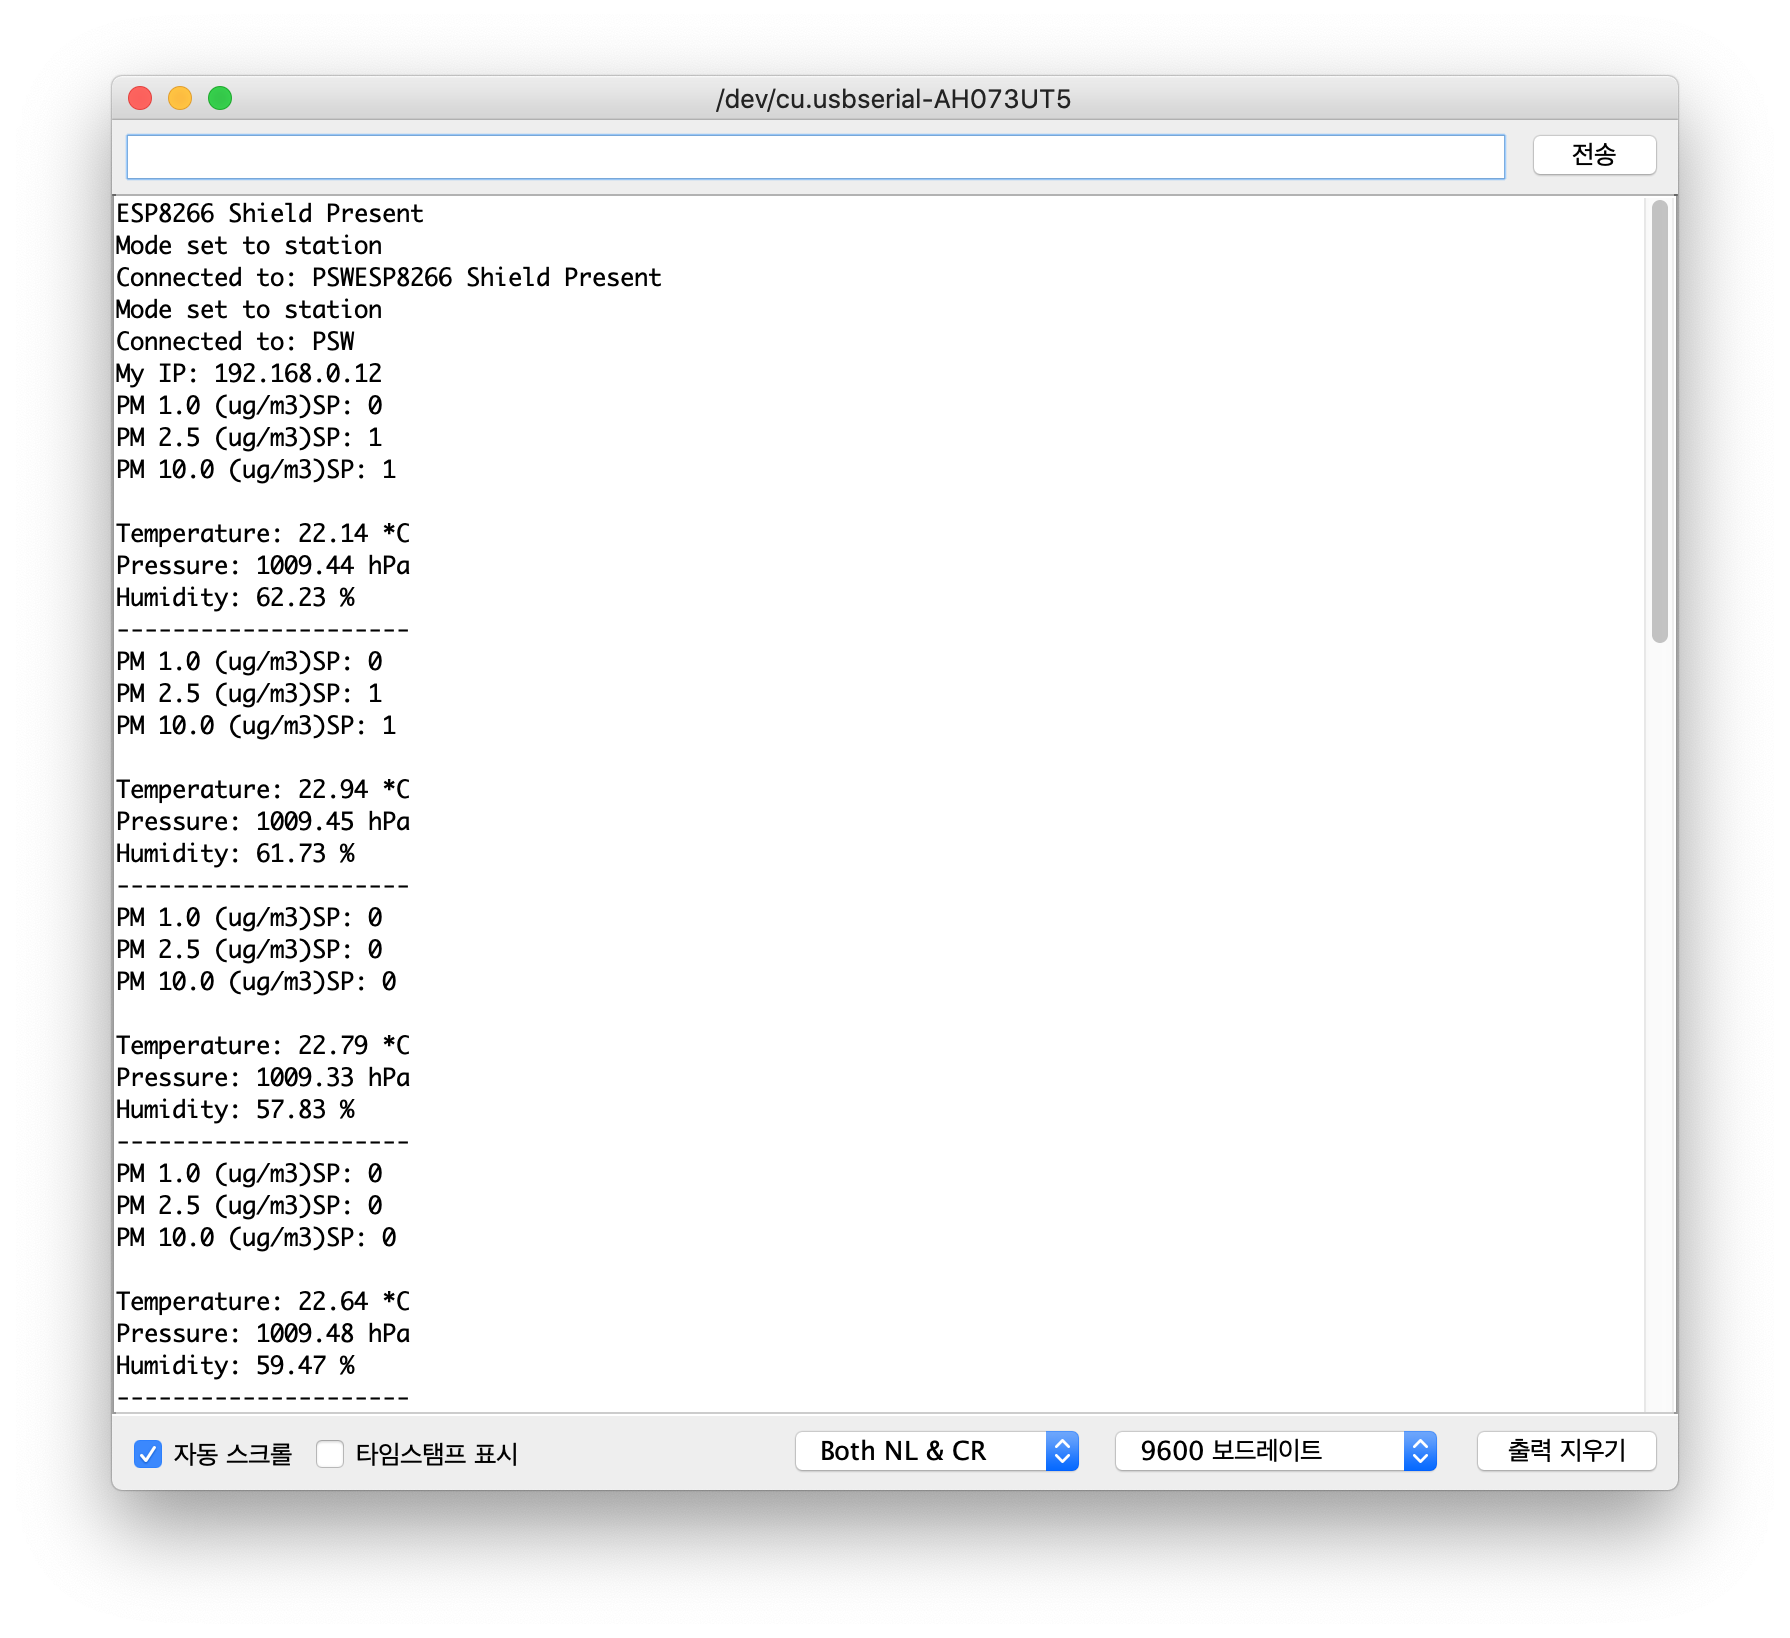 /dev/cu.usbserial-AH073UT5
전송
ESP8266 Shield Present
Mode set to station
Connected to: PSWESP8266 Shield Present
Mode set to station
Connected to: PSW
My IP: 192.168.0.12
PM 1.0 (ug/m3)SP: 0
PM 2.5 (ug/m3)SP: 1
PM 10.0 (ug/m3)SP: 1
Temperature: 22.14 *C
Pressure: 1009.44 hPa
Humidity: 62.23 %
---------------------
PM 1.0 (ug/m3)SP: 0
PM 2.5 (ug/m3)SP: 1
PM 10.0 (ug/m3)SP: 1
Temperature: 22.94 *C
Pressure: 1009.45 hPa
Humidity: 61.73 %
---------------------
PM 1.0 (ug/m3)SP: 0
PM 2.5 (ug/m3)SP: 0
PM 10.0 (ug/m3)SP: 0
Temperature: 22.79 *C
Pressure: 1009.33 hPa
Humidity: 57.83 %
---------------------
PM 1.0 (ug/m3)SP: 0
PM 2.5 (ug/m3)SP: 0
PM 10.0 (ug/m3)SP: 0
Temperature: 22.64 *C
Pressure: 1009.48 hPa
Humidity: 59.47 %
---------------------
자동 스크롤 타임스탬프 표시 Both NL & CR 9600 보드레이트 출력 지우기